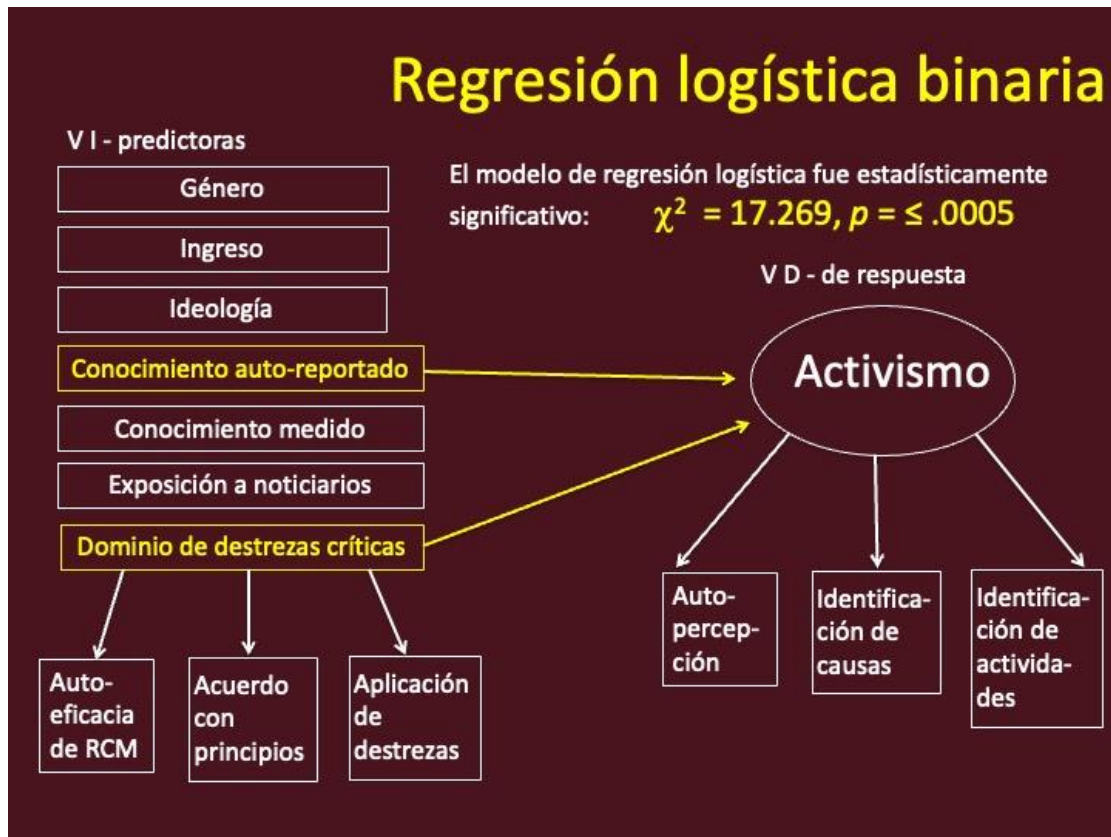 Regresión logística binaria
V I - predictoras
Género
Ingreso
Ideología
Conocimiento auto-reportado
Conocimiento medido
Exposición a noticiarios
Dominio de destrezas críticas
Auto-
eficacia
de RCM
Acuerdo
con
principios
Aplicación
de
destrezas
El modelo de regresión logística fue estadísticamente
significativo: χ² = 17.269, p = ≤ .0005
V D - de respuesta
Activismo
Auto-
percep-
ción
Identifica-
ción de
causas
Identifica-
ción de
activida-
des